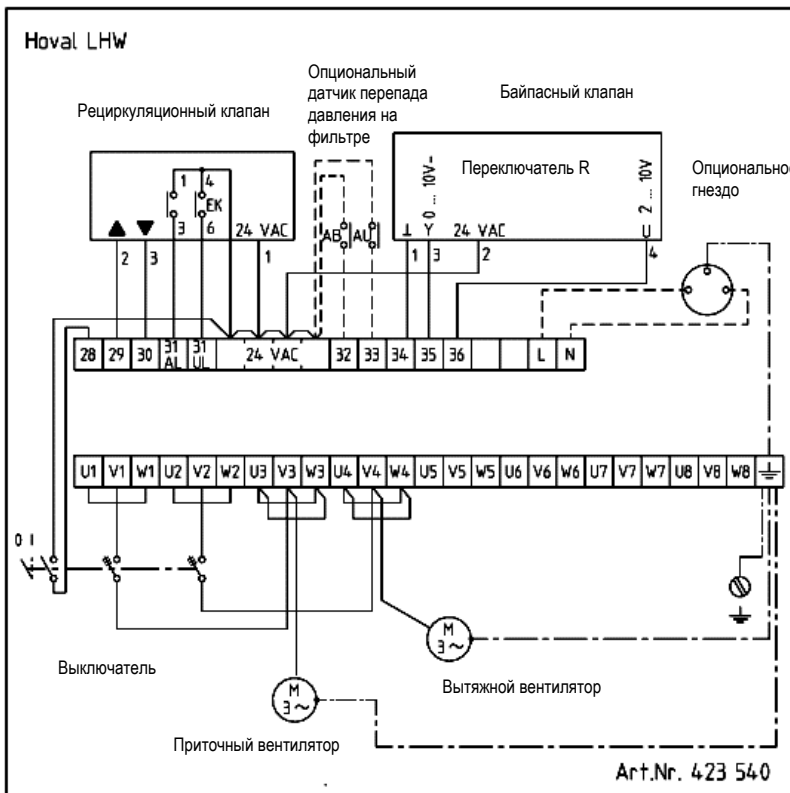 Hoval LHW
Рециркуляционный клапан
Опциональный
датчик перепада
давления на
фильтре
Байпасный клапан
Переключатель R
Опциональное
гнездо
1 4
EK
3 6
24 VAC
AB AU
⊥
Y 0 ... 10V-
24 VAC
U 2 ... 10V
2 3 1
1 3 2 4
28 29 30 31 AL 31 UL 24 VAC 32 33 34 35 36 L N
U1 V1 W1 U2 V2 W2 U3 V3 W3 U4 V4 W4 U5 V5 W5 U6 V6 W6 U7 V7 W7 U8 V8 W8
0 I
Выключатель
M
3~
Вытяжной вентилятор
M
3~
Приточный вентилятор
Art.Nr. 423 540